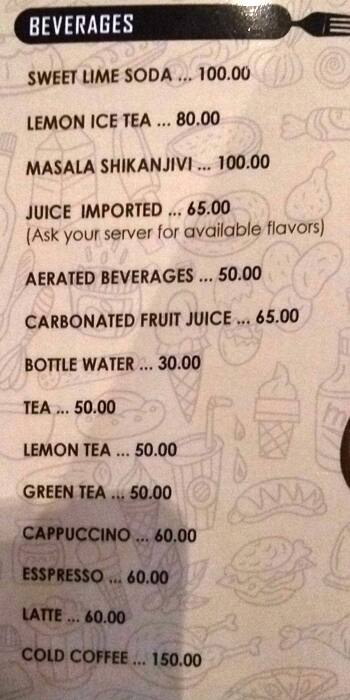 BEVERAGES
SWEET LIME SODA ... 100.00
LEMON ICE TEA ... 80.00
MASALA SHIKANJIVI ... 100.00
JUICE IMPORTED ... 65.00
(Ask your server for available flavors)
AERATED BEVERAGES ... 50.00
CARBONATED FRUIT JUICE ... 65.00
BOTTLE WATER ... 30.00
TEA ... 50.00
LEMON TEA ... 50.00
GREEN TEA ... 50.00
CAPPUCCINO ... 60.00
ESSPRESSO ... 60.00
LATTE ... 60.00
COLD COFFEE ... 150.00